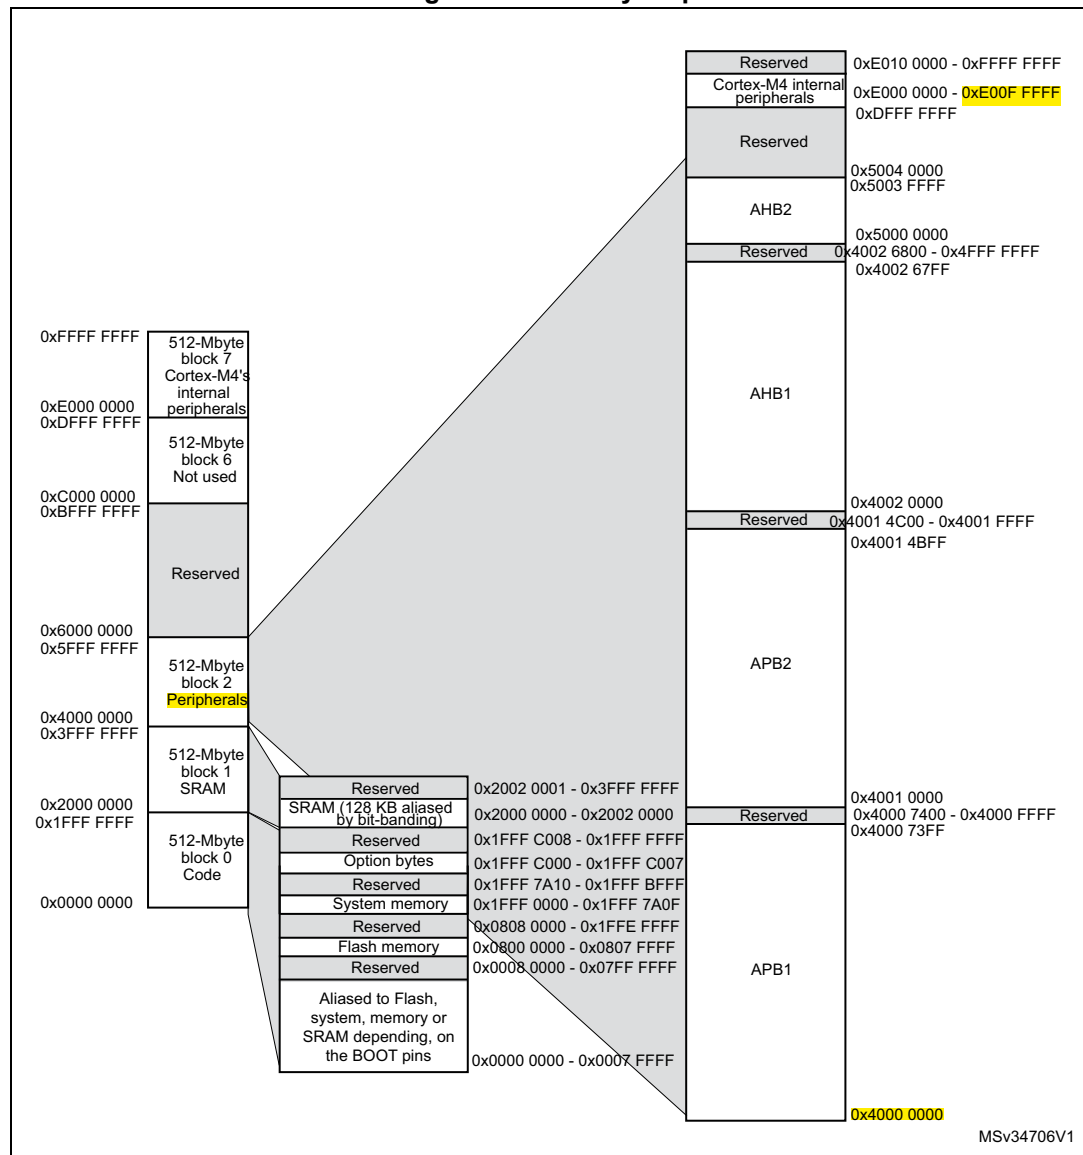 0xFFFF FFFF
512-Mbyte
block 7
Cortex-M4's
internal
peripherals
0xE000 0000
0xDFFF FFFF
512-Mbyte
block 6
Not used
0xC000 0000
0xBFFF FFFF
Reserved
0x6000 0000
0x5FFF FFFF
512-Mbyte
block 2
Peripherals
0x4000 0000
0x3FFF FFFF
512-Mbyte
block 1
SRAM
0x2000 0000
0x1FFF FFFF
512-Mbyte
block 0
Code
0x0000 0000
Reserved 0x2002 0001 - 0x3FFF FFFF
SRAM (128 KB aliased
by bit-banding) 0x2000 0000 - 0x2002 0000
Reserved 0x1FFF C008 - 0x1FFF FFFF
Option bytes 0x1FFF C000 - 0x1FFF C007
Reserved 0x1FFF 7A10 - 0x1FFF BFFF
System memory 0x1FFF 0000 - 0x1FFF 7A0F
Reserved 0x0808 0000 - 0x1FFE FFFF
Flash memory 0x0800 0000 - 0x0807 FFFF
Reserved 0x0008 0000 - 0x07FF FFFF
Aliased to Flash,
system, memory or
SRAM depending, on
the BOOT pins 0x0000 0000 - 0x0007 FFFF
Reserved 0xE010 0000 - 0xFFFF FFFF
Cortex-M4 internal
peripherals 0xE000 0000 - 0xE00F FFFF
0xDFFF FFFF
Reserved
0x5004 0000
0x5003 FFFF
AHB2
0x5000 0000
Reserved 0x4002 6800 - 0x4FFF FFFF
0x4002 67FF
AHB1
0x4002 0000
Reserved 0x4001 4C00 - 0x4001 FFFF
0x4001 4BFF
APB2
0x4001 0000
Reserved 0x4000 7400 - 0x4000 FFFF
0x4000 73FF
APB1
0x4000 0000
MSv34706V1